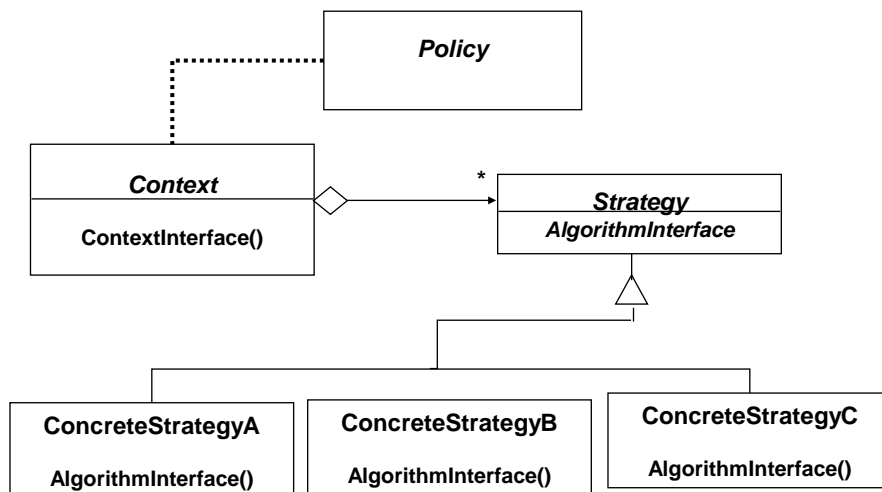 Policy
Context
ContextInterface()
*
Strategy
AlgorithmInterface
ConcreteStrategyA
AlgorithmInterface()
ConcreteStrategyB
AlgorithmInterface()
ConcreteStrategyC
AlgorithmInterface()